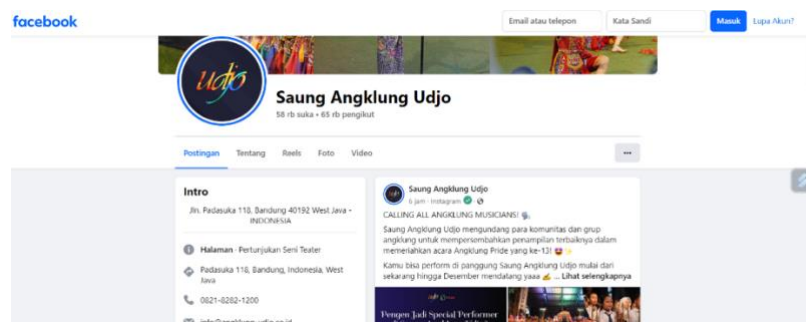 facebook
Email atau telepon
Kata Sandi
Masuk
Lupa Akun?
udjo
Saung Angklung Udjo
58 rb suka • 65 rb pengikut
Postingan
Tentang
Reels
Foto
Video
Intro
Jln. Padasuka 118, Bandung 40192 West Java -
INDONESIA
Halaman · Pertunjukan Seni Teater
Padasuka 118, Bandung, Indonesia, West
Java
0821-8282-1200
Saung Angklung Udjo
6 jam · Instagram
CALLING ALL ANGKLUNG MUSICIANS!
Saung Angklung Udjo mengundang para komunitas dan grup
angklung untuk mempersembahkan penampilan terbaiknya dalam
memeriahkan acara Angklung Pride yang ke-13!
Kamu bisa perform di panggung Saung Angklung Udjo mulai dari
sekarang hingga Desember mendatang yaaa ... Lihat selengkapnya
Pengen Jadi Special Performer